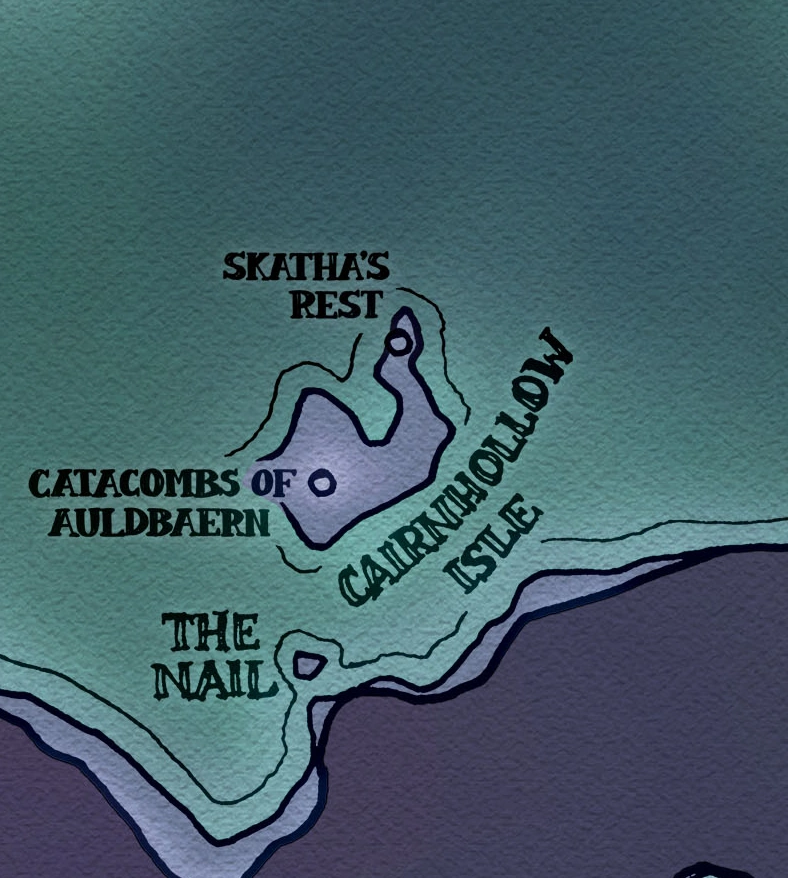 SKATHA'S
REST
CATACOMBS OF
AULDBAERN
CAIRNHOLLOW
ISLE
THE
NAIL